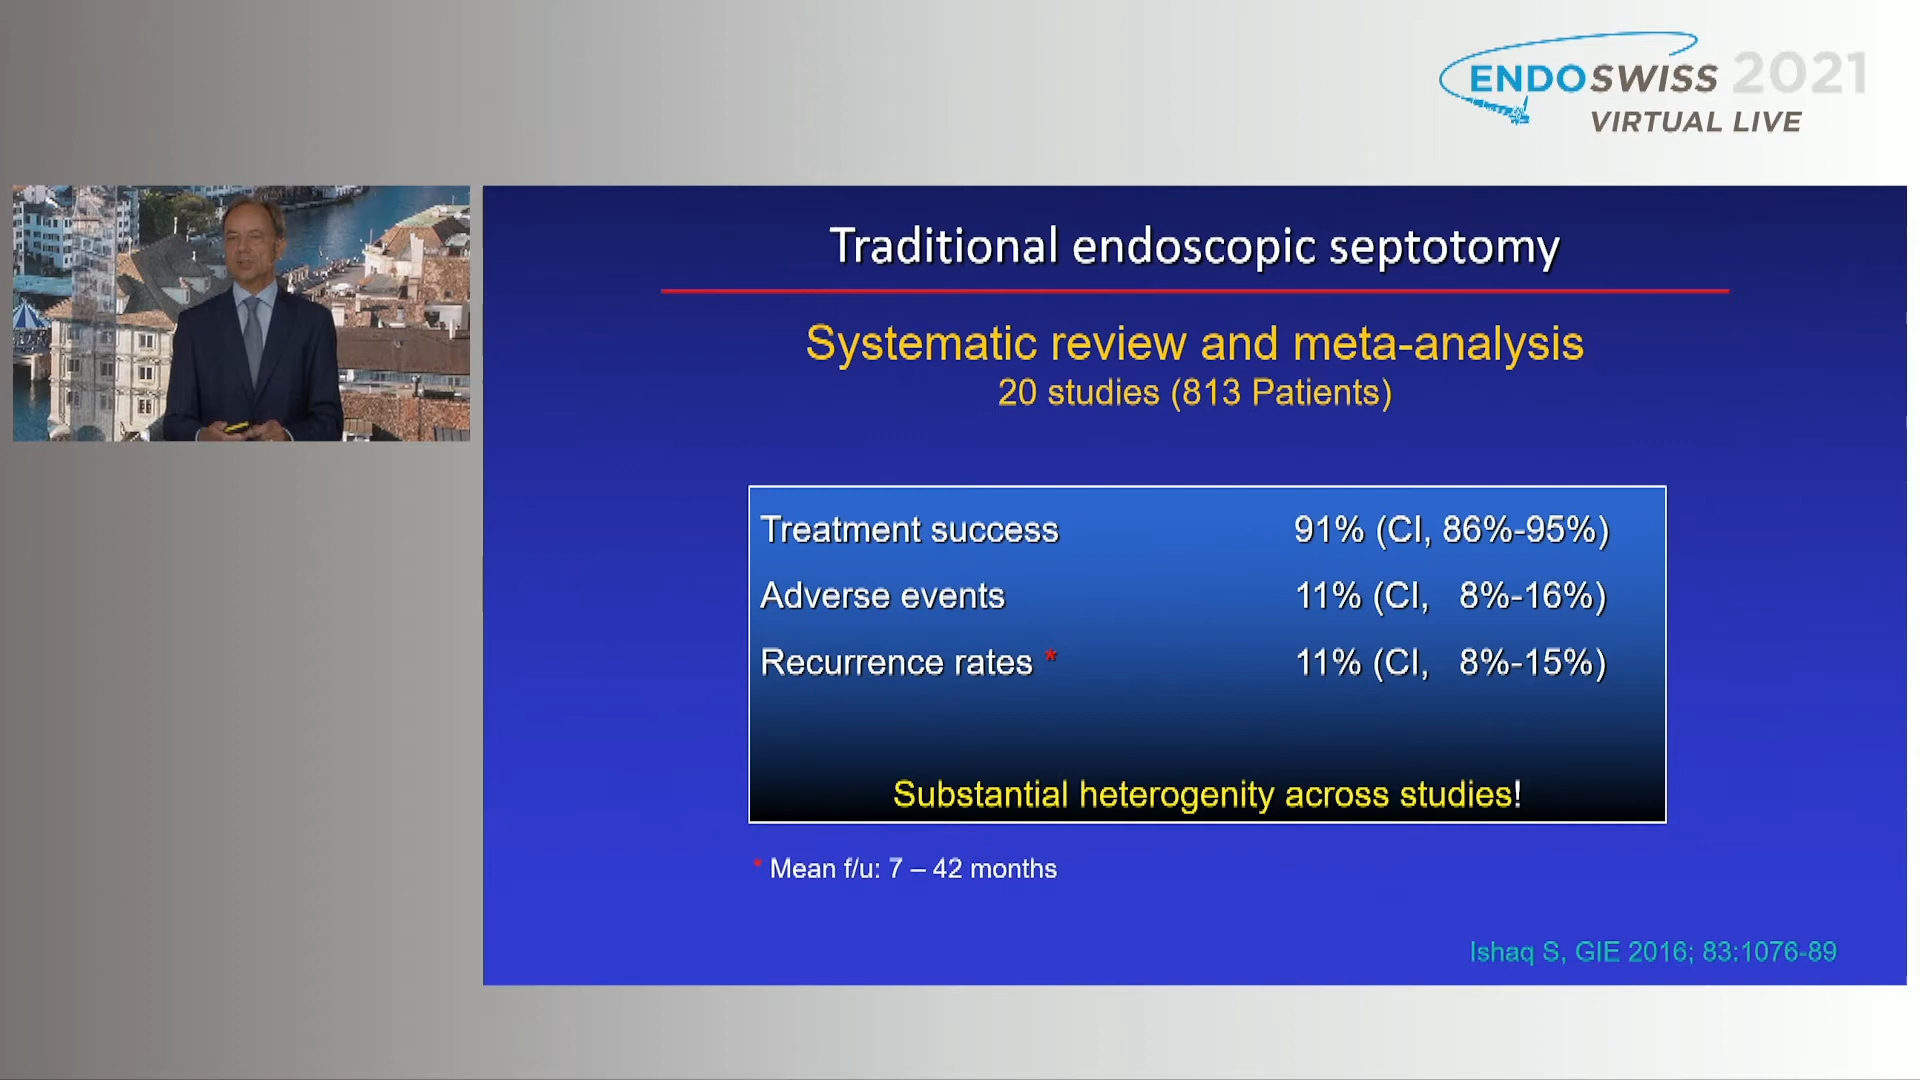 ENDOSWISS 2021
VIRTUAL LIVE
Traditional endoscopic septotomy
Systematic review and meta-analysis
20 studies (813 Patients)
Treatment success 91% (CI, 86%-95%)
Adverse events 11% (CI, 8%-16%)
Recurrence rates * 11% (CI, 8%-15%)
Substantial heterogenity across studies!
* Mean f/u: 7 – 42 months
Ishaq S, GIE 2016; 83:1076-89